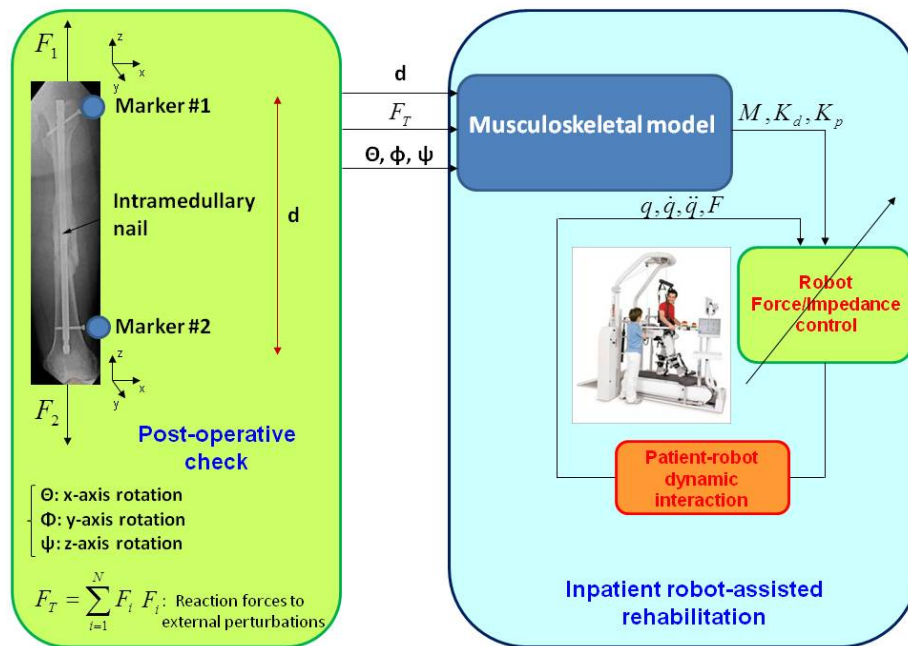 F₁
z
x
y
Marker #1
Intramedullary
nail
d
Marker #2
z
x
y
F₂
Post-operative
check
Θ: x-axis rotation
Φ: y-axis rotation
ψ: z-axis rotation
F_T = ∑_{i=1}^{N} F_i F_i: Reaction forces to
external perturbations
d
F_T
Θ, ϕ, ψ
Musculoskeletal model
M, K_d, K_p
q, q̇, q̈, F
Robot
Force/Impedance
control
Patient-robot
dynamic
interaction
Inpatient robot-assisted
rehabilitation